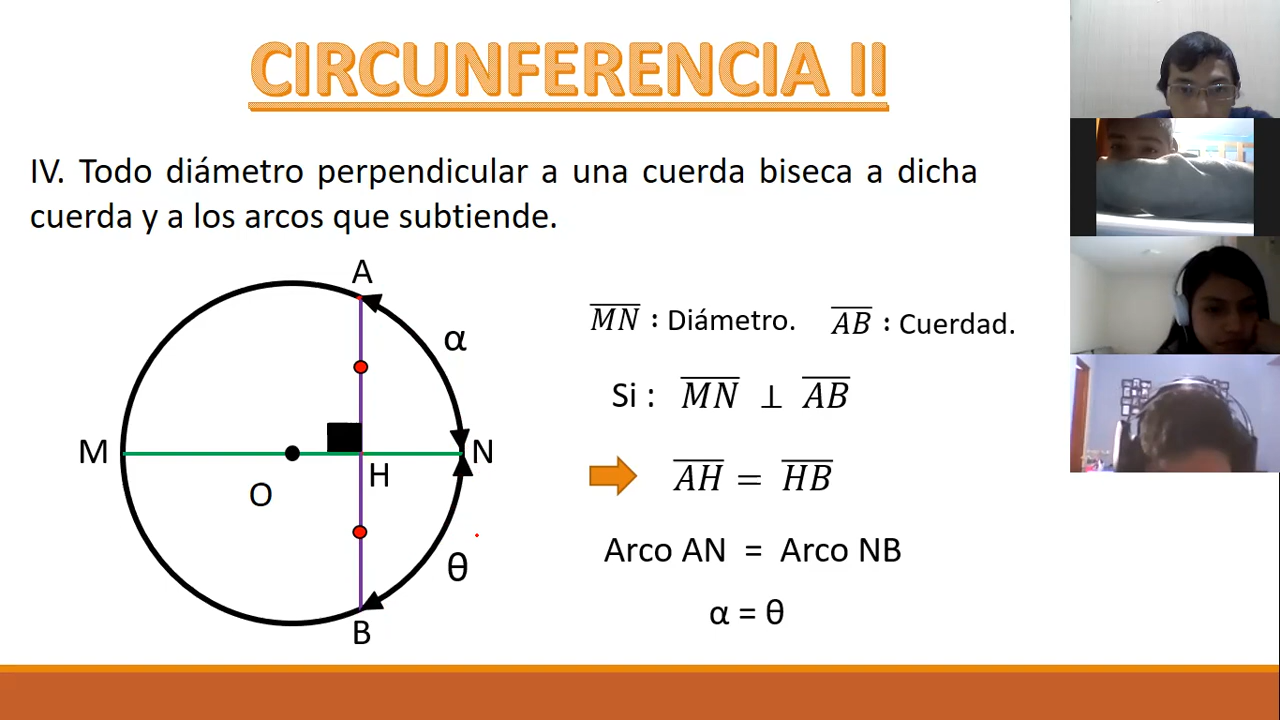 CIRCUNFERENCIA II
IV. Todo diámetro perpendicular a una cuerda biseca a dicha
cuerda y a los arcos que subtiende.
A
α
M
N
H
O
θ
B
MN : Diámetro. AB : Cuerdad.
Si : MN ⊥ AB
AH = HB
Arco AN = Arco NB
α = θ